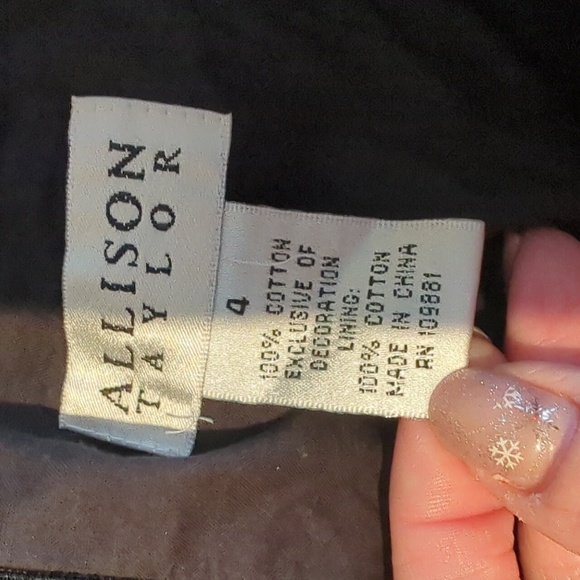 ALLISON
TAYLOR
4
100% COTTON
EXCLUSIVE OF
DECORATION
LINING:
100% COTTON
MADE IN CHINA
RN 109881